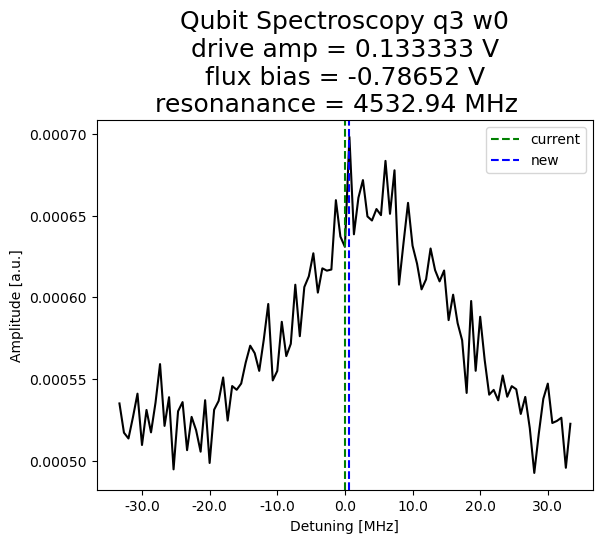 Qubit Spectroscopy q3 w0
drive amp = 0.133333 V
flux bias = -0.78652 V
resonanance = 4532.94 MHz
current
new
0.00070
0.00065
0.00060
0.00055
0.00050
Amplitude [a.u.]
-30.0 -20.0 -10.0 0.0 10.0 20.0 30.0
Detuning [MHz]